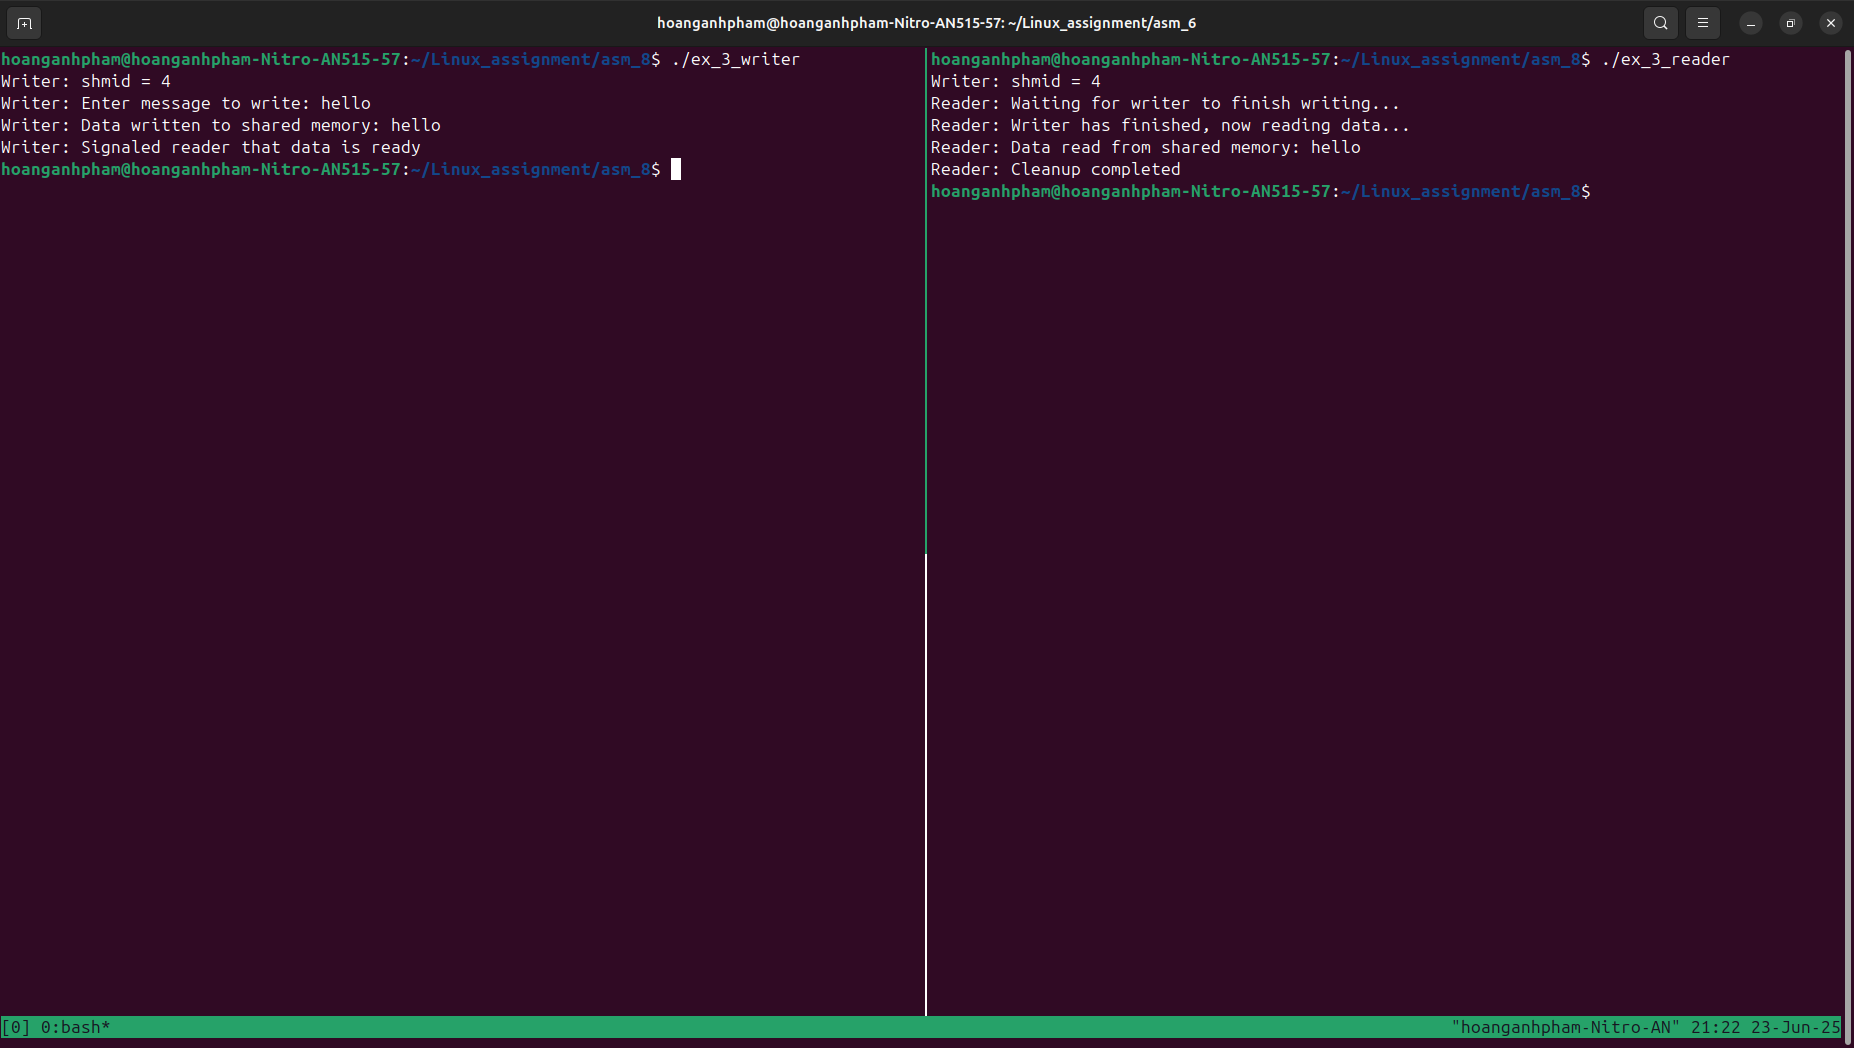 hoanganhpham@hoanganhpham-Nitro-AN515-57: ~/Linux_assignment/asm_6
hoanganhpham@hoanganhpham-Nitro-AN515-57:~/Linux_assignment/asm_8$ ./ex_3_writer
Writer: shmid = 4
Writer: Enter message to write: hello
Writer: Data written to shared memory: hello
Writer: Signaled reader that data is ready
hoanganhpham@hoanganhpham-Nitro-AN515-57:~/Linux_assignment/asm_8$
hoanganhpham@hoanganhpham-Nitro-AN515-57:~/Linux_assignment/asm_8$ ./ex_3_reader
Writer: shmid = 4
Reader: Waiting for writer to finish writing...
Reader: Writer has finished, now reading data...
Reader: Data read from shared memory: hello
Reader: Cleanup completed
hoanganhpham@hoanganhpham-Nitro-AN515-57:~/Linux_assignment/asm_8$
[0] 0:bash*
"hoanganhpham-Nitro-AN" 21:22 23-Jun-25